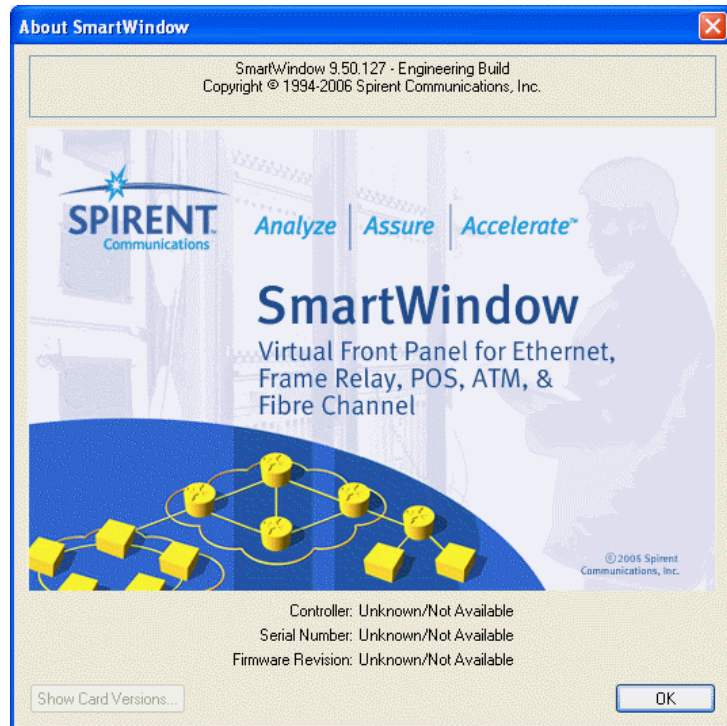 About SmartWindow
SmartWindow 9.50.127 - Engineering Build
Copyright © 1994-2006 Spirent Communications, Inc.
SPIRENT™
Communications
Analyze | Assure | Accelerate™
SmartWindow
Virtual Front Panel for Ethernet,
Frame Relay, POS, ATM, &
Fibre Channel
©2006 Spirent
Communications, Inc.
Controller: Unknown/Not Available
Serial Number: Unknown/Not Available
Firmware Revision: Unknown/Not Available
Show Card Versions...
OK